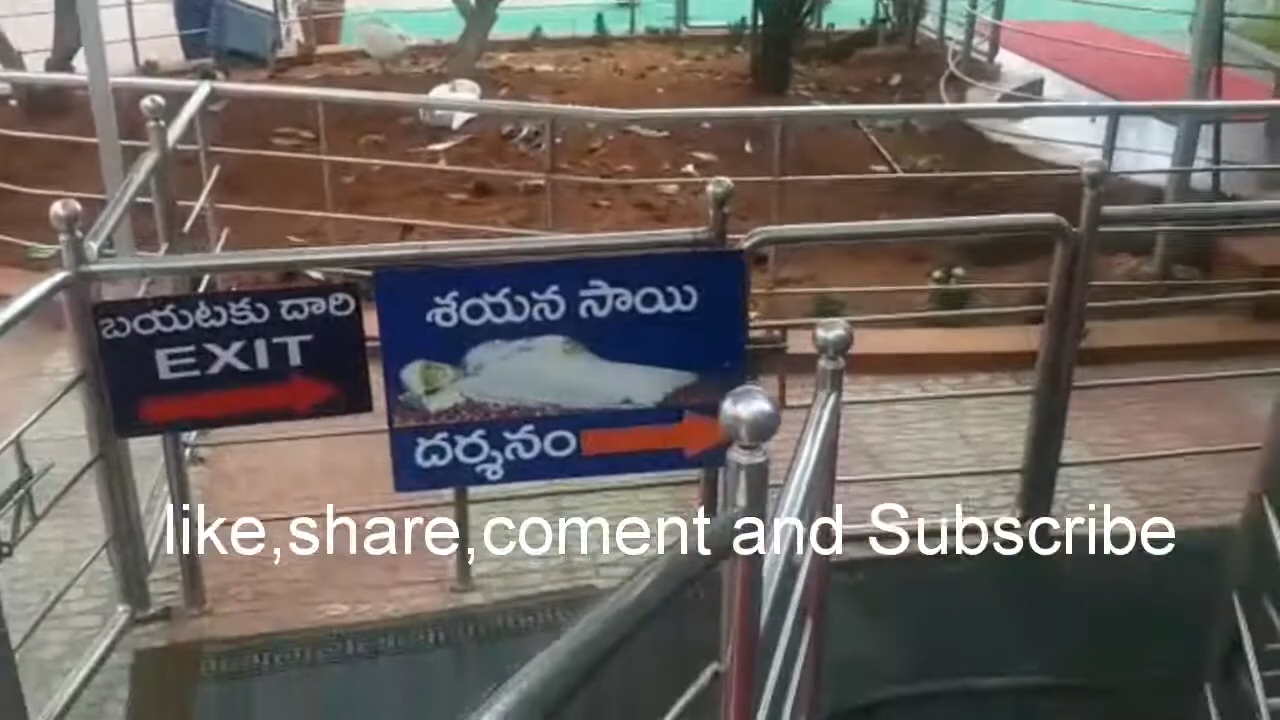 బయటకు దారి
EXIT
శయన సాయి
దర్శనం
like,share,coment and Subscribe